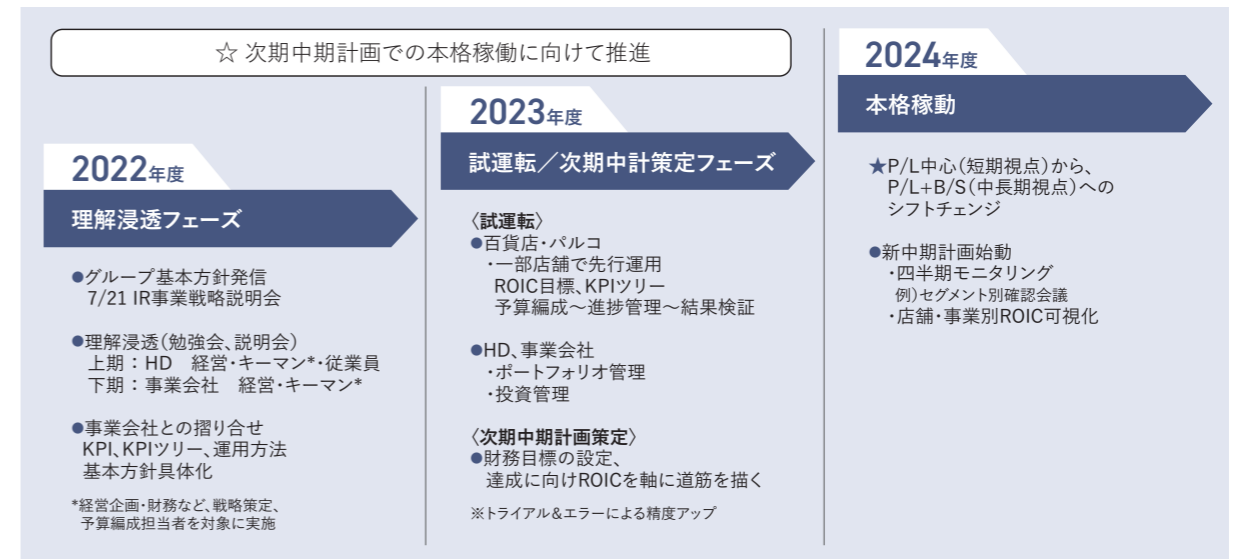 ☆ 次期中期計画での本格稼働に向けて推進
2022年度
理解浸透フェーズ
●グループ基本方針発信
7/21 IR事業戦略説明会
●理解浸透(勉強会、説明会)
上期：HD 経営・キーマン*・従業員
下期：事業会社 経営・キーマン*
●事業会社との摺り合せ
KPI、KPIツリー、運用方法
基本方針具体化
*経営企画・財務など、戦略策定、
予算編成担当者を対象に実施
2023年度
試運転／次期中計策定フェーズ
〈試運転〉
●百貨店・パルコ
・一部店舗で先行運用
ROIC目標、KPIツリー
予算編成～進捗管理～結果検証
●HD、事業会社
・ポートフォリオ管理
・投資管理
〈次期中期計画策定〉
●財務目標の設定、
達成に向けROICを軸に道筋を描く
※トライアル&エラーによる精度アップ
2024年度
本格稼動
★P/L中心(短期視点)から、
P/L+B/S(中長期視点)への
シフトチェンジ
●新中期計画始動
・四半期モニタリング
例)セグメント別確認会議
・店舗・事業別ROIC可視化